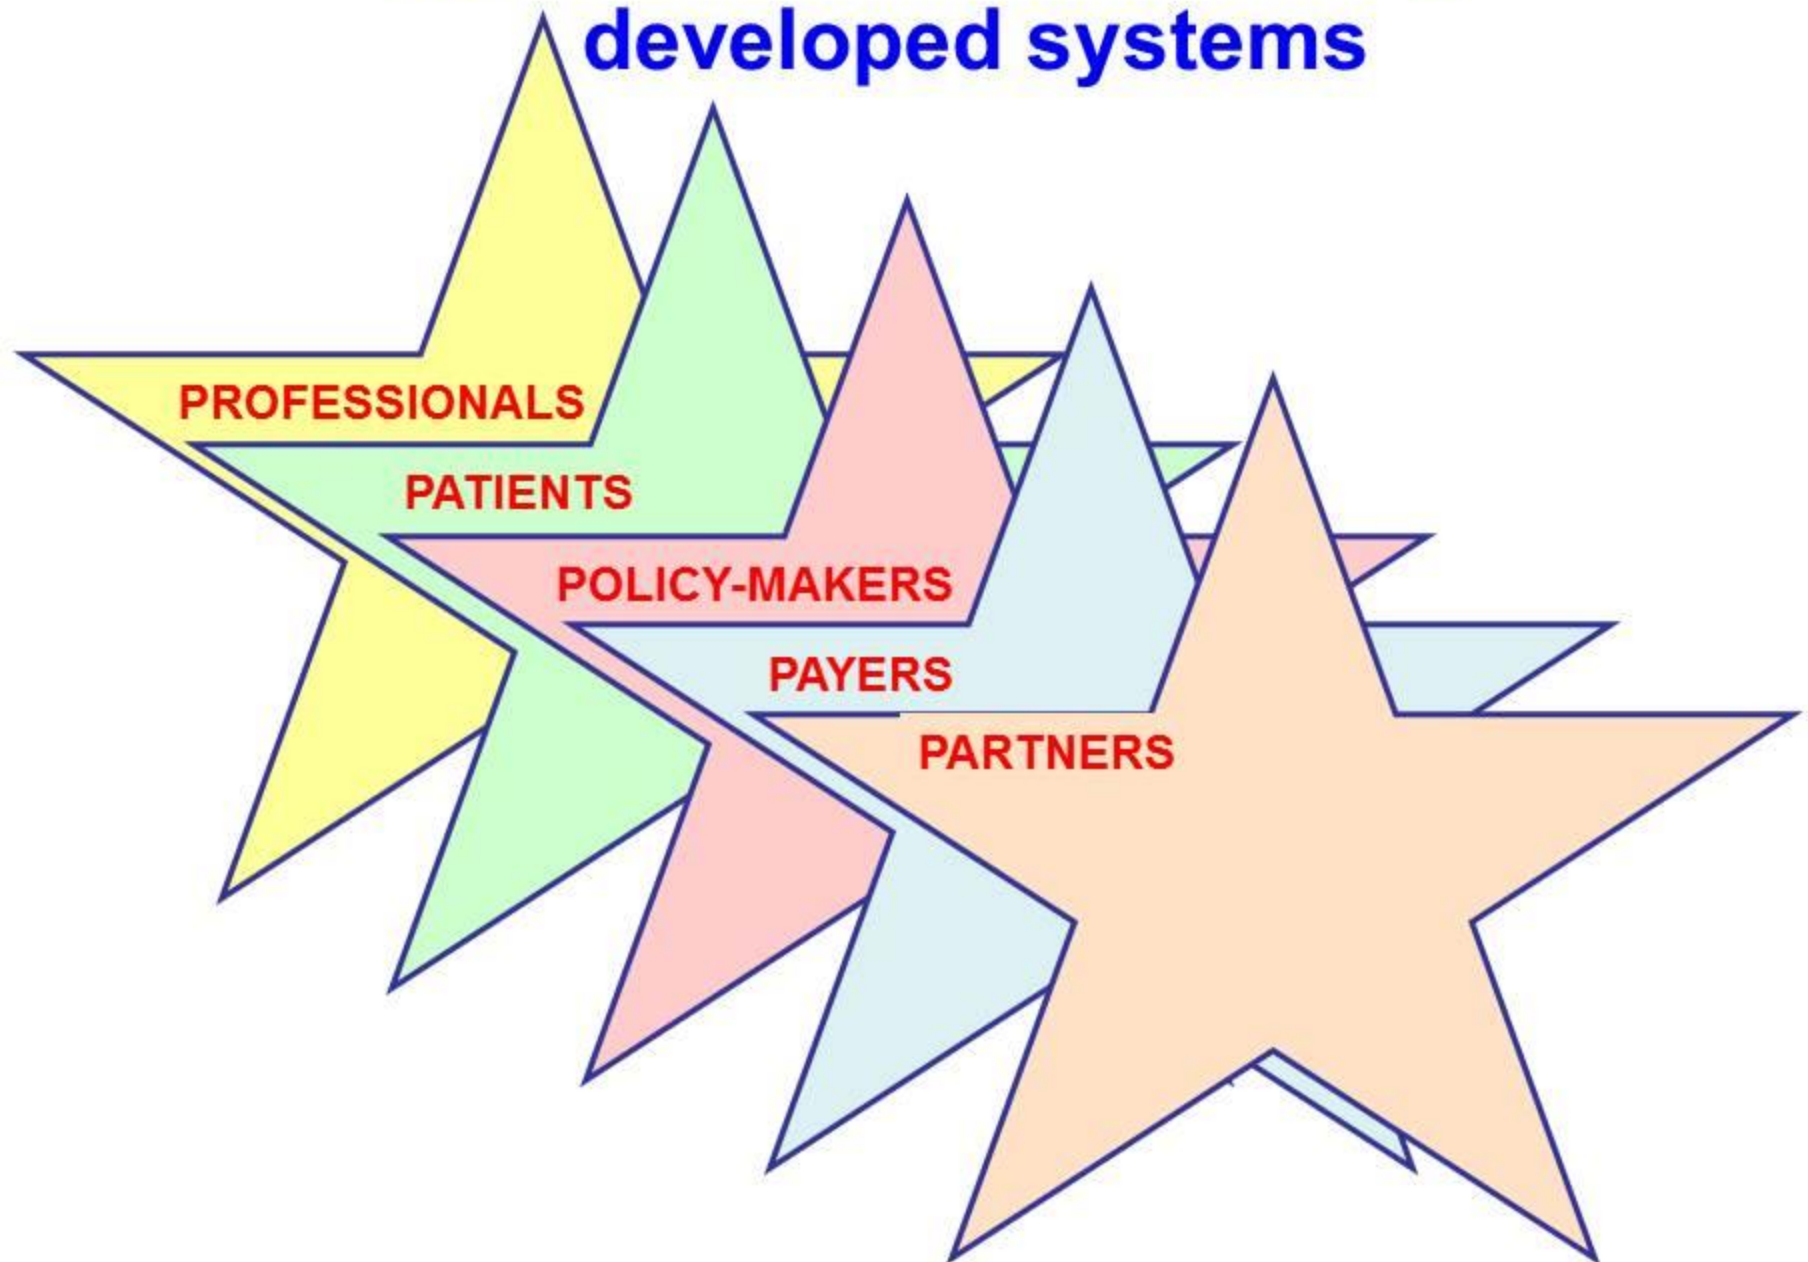 developed systems
PROFESSIONALS
PATIENTS
POLICY-MAKERS
PAYERS
PARTNERS